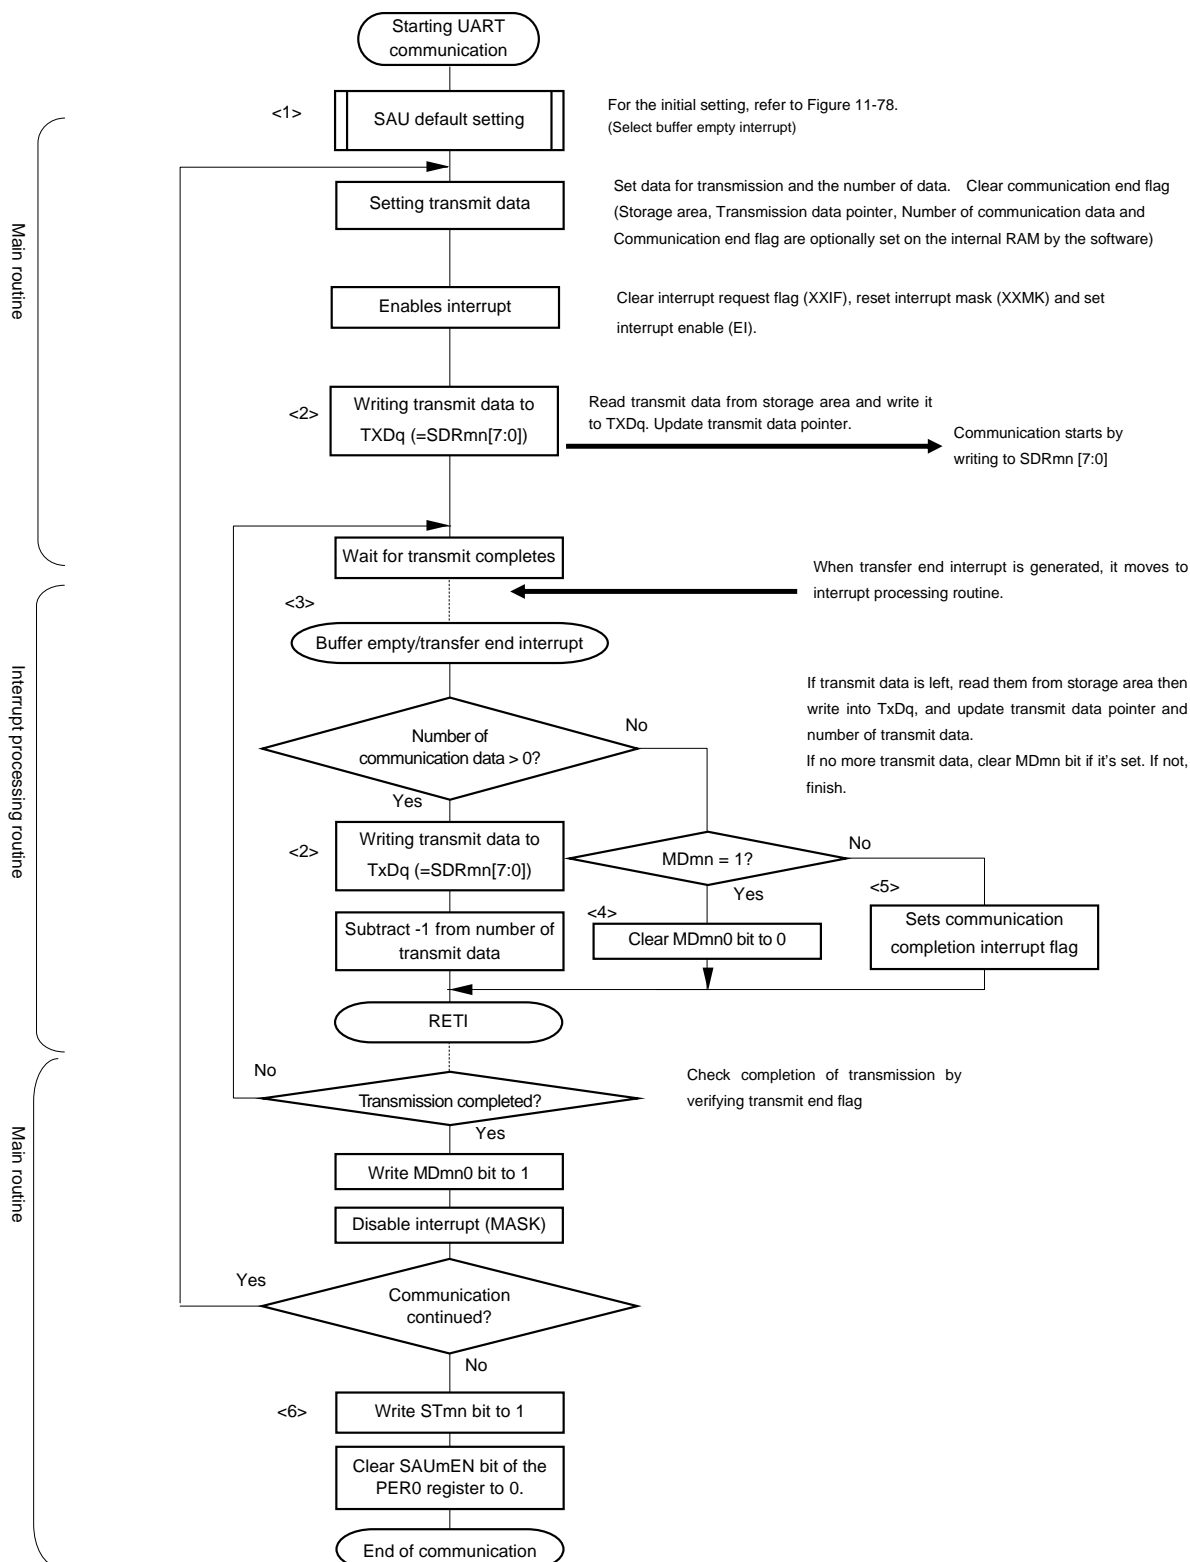 Starting UART
communication
<1>
SAU default setting
For the initial setting, refer to Figure 11-78.
(Select buffer empty interrupt)
Setting transmit data
Set data for transmission and the number of data. Clear communication end flag
(Storage area, Transmission data pointer, Number of communication data and
Communication end flag are optionally set on the internal RAM by the software)
Main routine
Enables interrupt
Clear interrupt request flag (XXIF), reset interrupt mask (XXMK) and set
interrupt enable (EI).
<2>
Writing transmit data to
TXDq (=SDRmn[7:0])
Read transmit data from storage area and write it
to TXDq. Update transmit data pointer.
Communication starts by
writing to SDRmn [7:0]
Wait for transmit completes
When transfer end interrupt is generated, it moves to
interrupt processing routine.
<3>
Buffer empty/transfer end interrupt
Interrupt processing routine
If transmit data is left, read them from storage area then
write into TxDq, and update transmit data pointer and
number of transmit data.
If no more transmit data, clear MDmn bit if it's set. If not,
finish.
Number of
communication data > 0?
No
Yes
<2>
Writing transmit data to
TxDq (=SDRmn[7:0])
MDmn = 1?
No
Yes
<4>
Clear MDmn0 bit to 0
<5>
Sets communication
completion interrupt flag
Subtract -1 from number of
transmit data
RETI
No
Transmission completed?
Check completion of transmission by
verifying transmit end flag
Yes
Main routine
Write MDmn0 bit to 1
Disable interrupt (MASK)
Yes
Communication
continued?
No
<6>
Write STmn bit to 1
Clear SAUmEN bit of the
PER0 register to 0.
End of communication